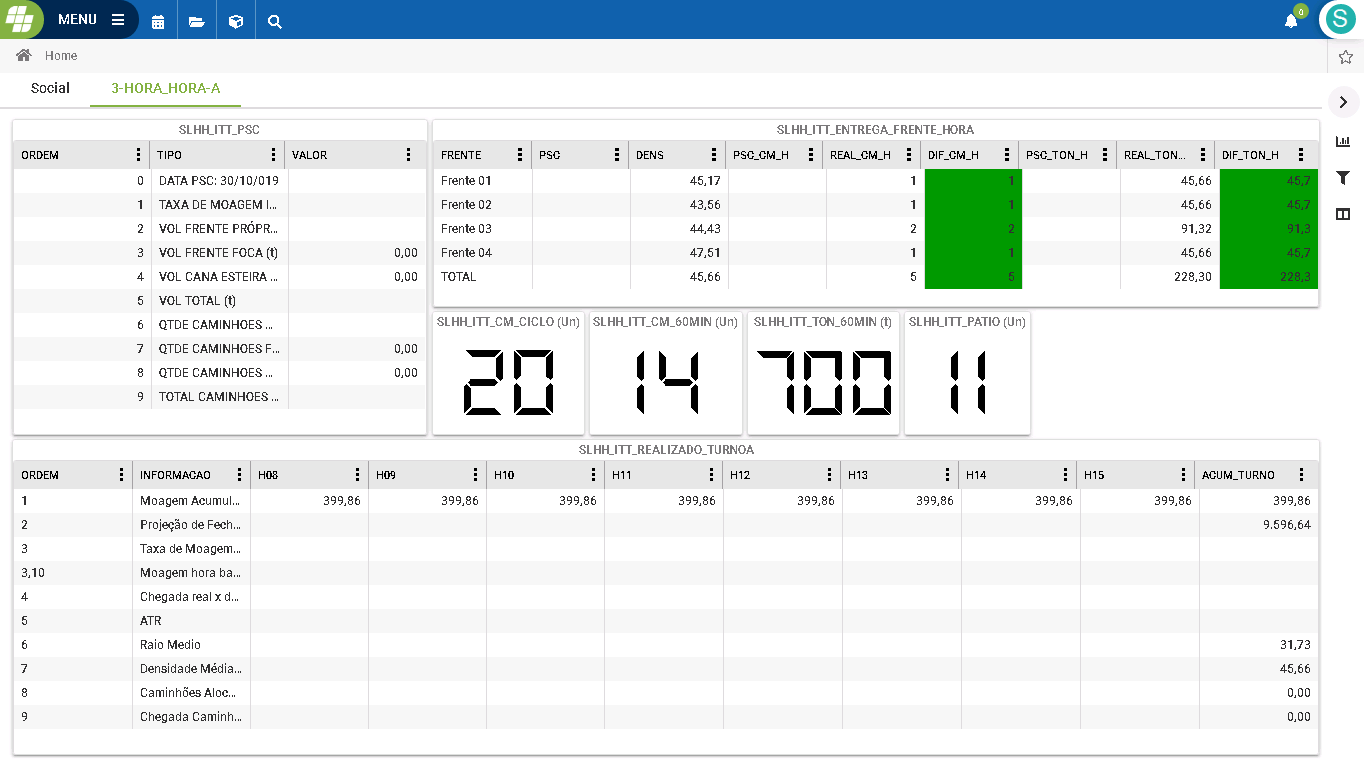 MENU
0
S
Home
Social 3-HORA_HORA-A
SLHH_ITT_PSC
ORDEM TIPO VALOR
0 DATA PSC: 30/10/019
1 TAXA DE MOAGEM I...
2 VOL FRENTE PRÓPR...
3 VOL FRENTE FOCA (t) 0,00
4 VOL CANA ESTEIRA ... 0,00
5 VOL TOTAL (t)
6 QTDE CAMINHOES ...
7 QTDE CAMINHOES F... 0,00
8 QTDE CAMINHOES ... 0,00
9 TOTAL CAMINHOES ...
SLHH_ITT_ENTREGA_FRENTE_HORA
FRENTE PSC DENS PSC_CM_H REAL_CM_H DIF_CM_H PSC_TON_H REAL_TON... DIF_TON_H
Frente 01 45,17 1 1 45,66 45,7
Frente 02 43,56 1 1 45,66 45,7
Frente 03 44,43 2 2 91,32 91,3
Frente 04 47,51 1 1 45,66 45,7
TOTAL 45,66 5 5 228,30 228,3
SLHH_ITT_CM_CICLO (Un) SLHH_ITT_CM_60MIN (Un) SLHH_ITT_TON_60MIN (t) SLHH_ITT_PATIO (Un)
20 14 700 11
SLHH_ITT_REALIZADO_TURNOA
ORDEM INFORMACAO H08 H09 H10 H11 H12 H13 H14 H15 ACUM_TURNO
1 Moagem Acumul... 399,86 399,86 399,86 399,86 399,86 399,86 399,86 399,86 399,86
2 Projeção de Fech... 9.596,64
3 Taxa de Moagem...
3,10 Moagem hora ba...
4 Chegada real x d...
5 ATR
6 Raio Medio 31,73
7 Densidade Média... 45,66
8 Caminhões Aloc... 0,00
9 Chegada Caminh... 0,00